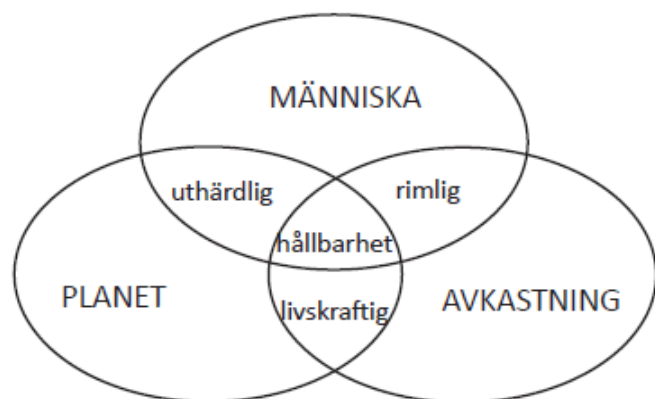 MÄNNISKA
uthärdlig
rimlig
hållbarhet
PLANET
livskraftig
AVKASTNING